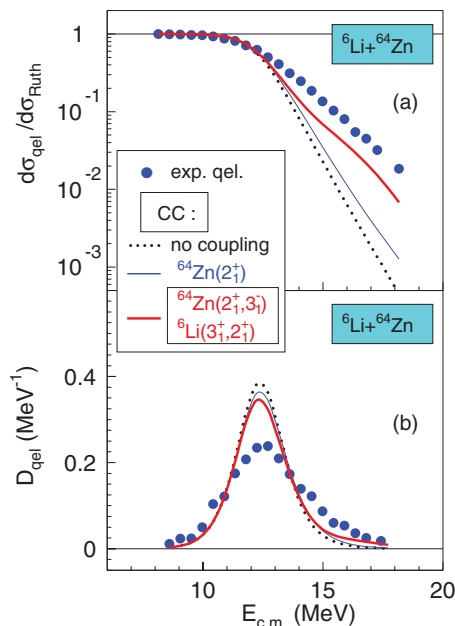 1
10⁻¹
10⁻²
10⁻³
dσqel/dσRuth
⁶Li+⁶⁴Zn
(a)
exp. qel.
CC :
no coupling
⁶⁴Zn(2₁⁺)
⁶⁴Zn(2₁⁺,3₁⁻)
⁶Li(3₁⁺,2₁⁺)
⁶Li+⁶⁴Zn
(b)
0.4
0.2
0
Dqel (MeV⁻¹)
10 15 20
Ec.m. (MeV)